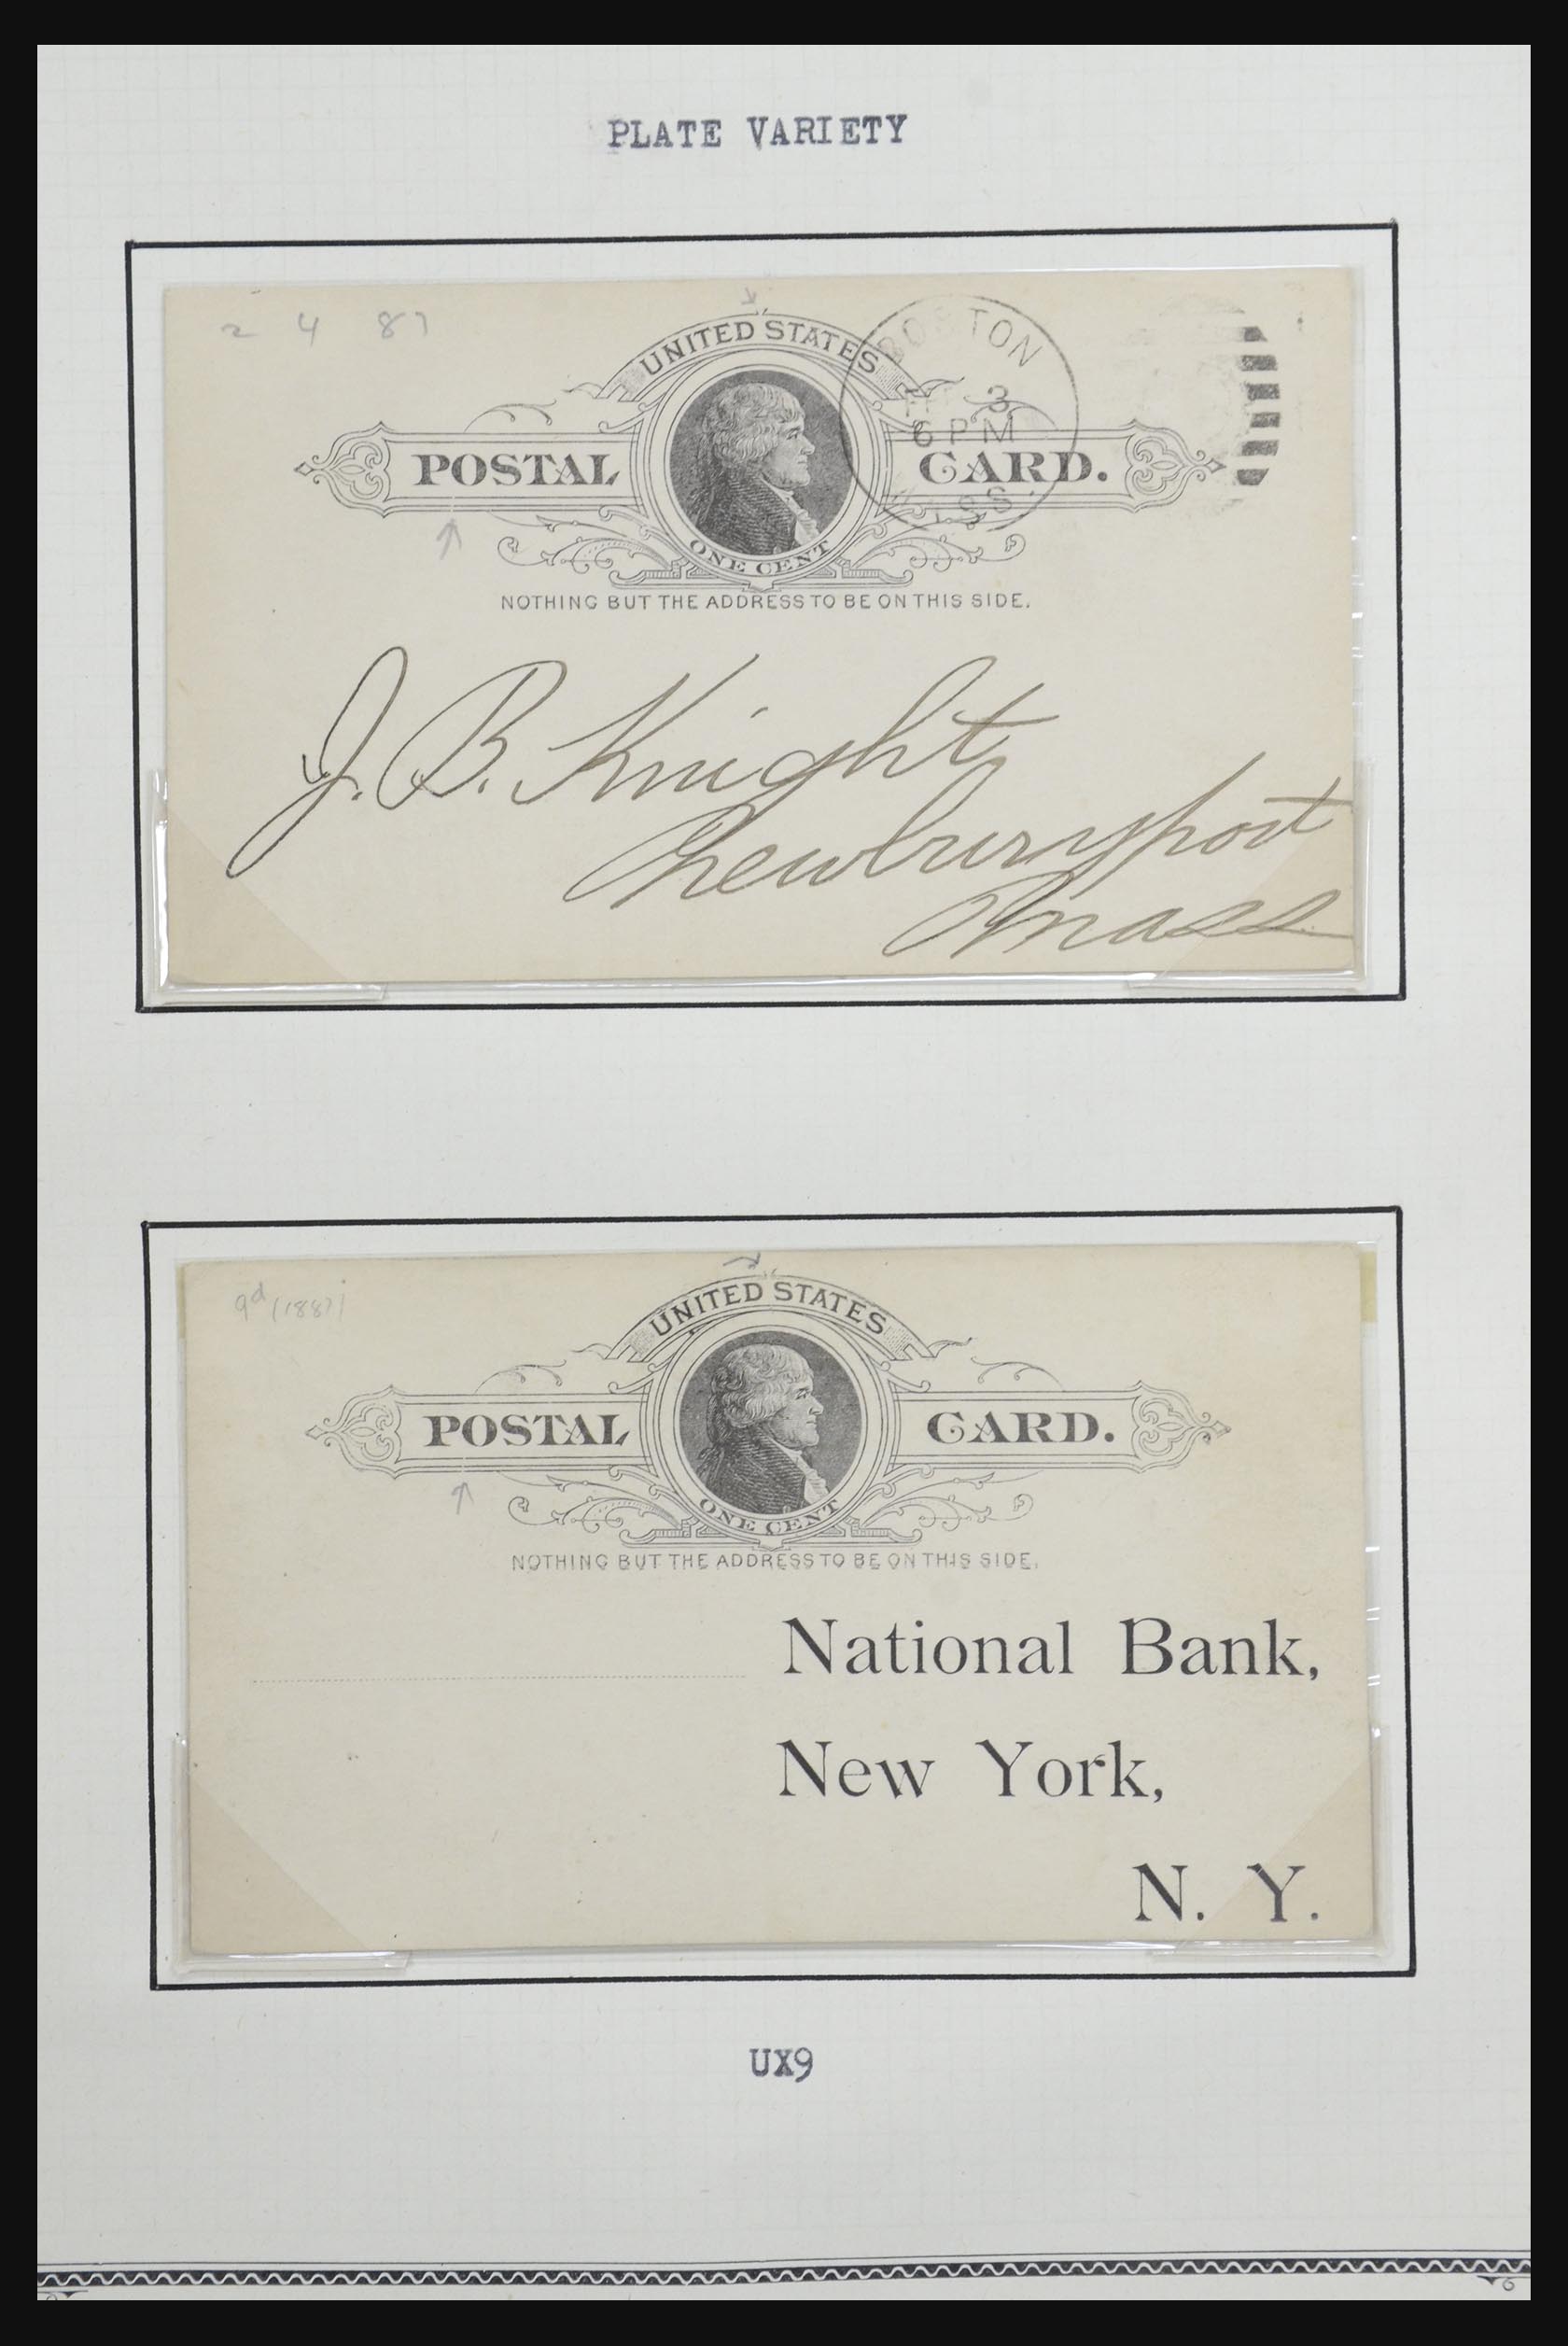 PLATE VARIETY
2 4 87
UNITED STATES
BOSTON
3
6 PM
POSTAL CARD.
ONE CENT
NOTHING BUT THE ADDRESS TO BE ON THIS SIDE.
J. B. Knight
Newburyport
Mass
9d (1887)
UNITED STATES
POSTAL CARD.
ONE CENT
NOTHING BUT THE ADDRESS TO BE ON THIS SIDE.
National Bank,
New York,
N. Y.
UX9